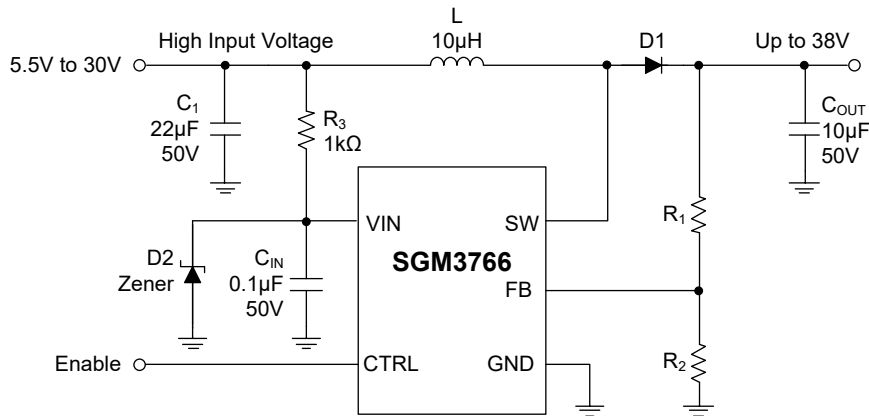 High Input Voltage
L
10µH
D1
Up to 38V
5.5V to 30V
C1
22µF
50V
R3
1kΩ
COUT
10µF
50V
VIN
SW
R1
SGM3766
D2
Zener
CIN
0.1µF
50V
FB
Enable
CTRL
GND
R2